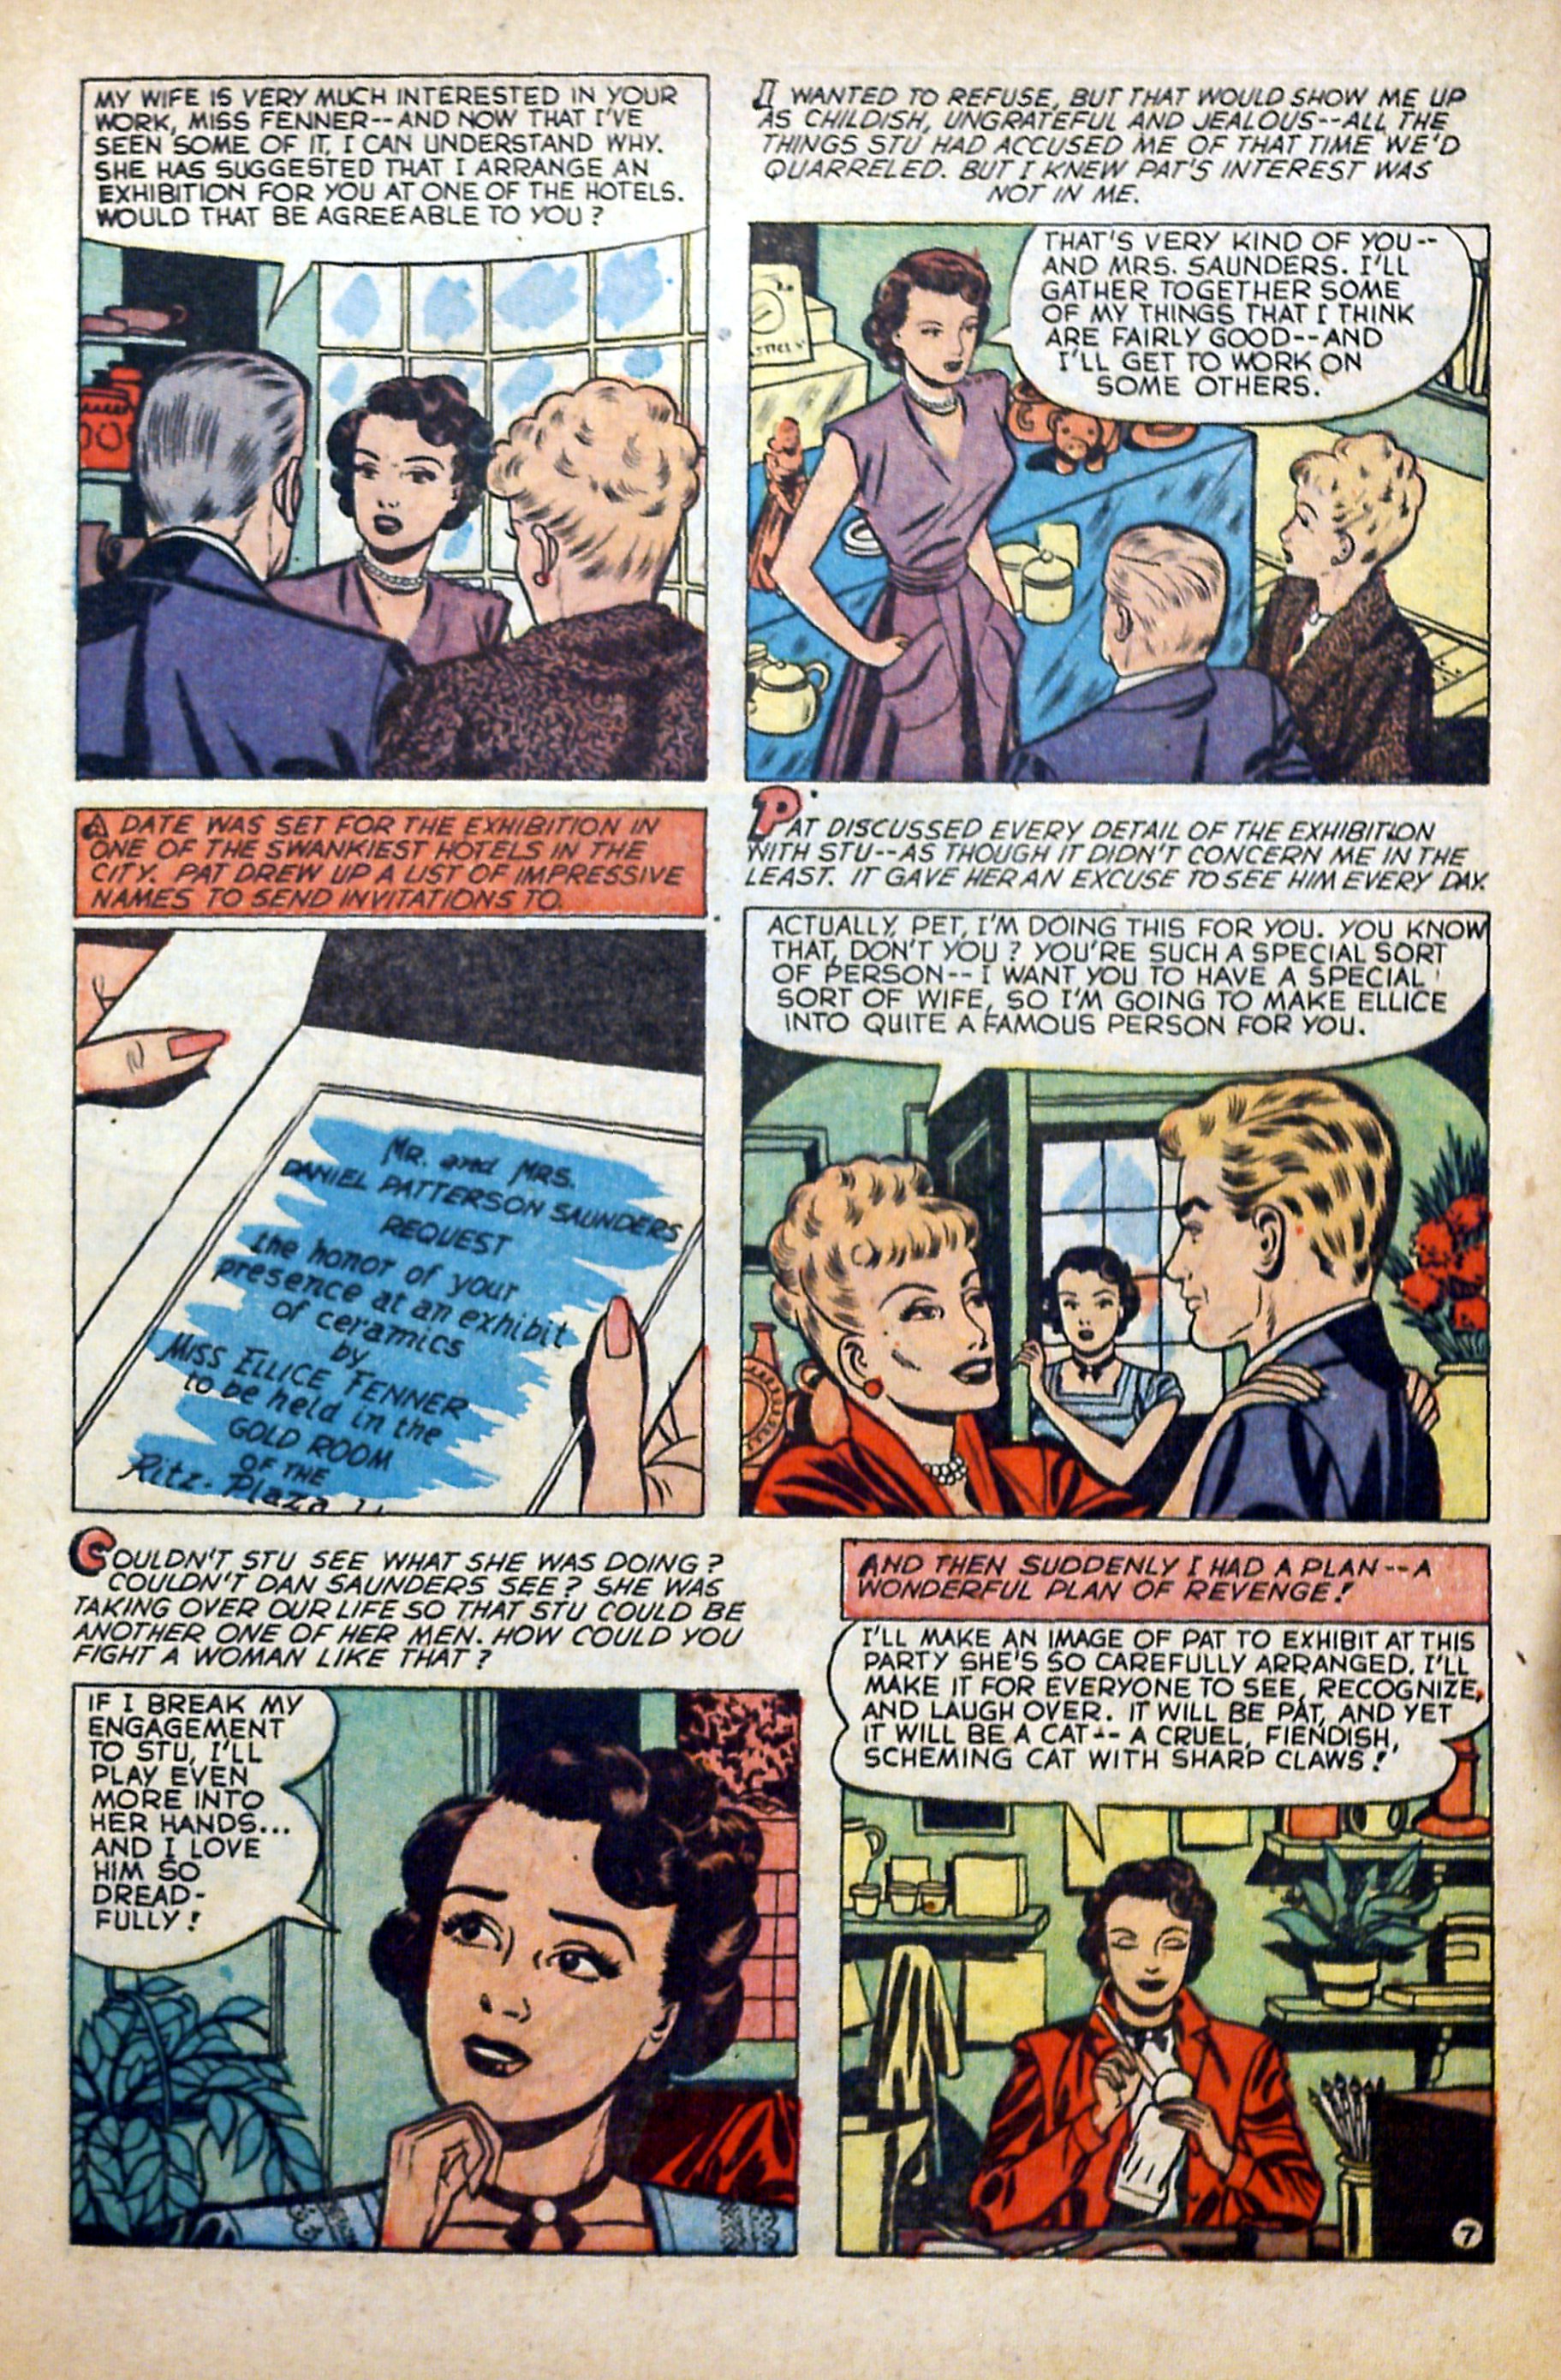 MY WIFE IS VERY MUCH INTERESTED IN YOUR
WORK, MISS FENNER--AND NOW THAT I'VE
SEEN SOME OF IT, I CAN UNDERSTAND WHY.
SHE HAS SUGGESTED THAT I ARRANGE AN
EXHIBITION FOR YOU AT ONE OF THE HOTELS.
WOULD THAT BE AGREEABLE TO YOU?
I WANTED TO REFUSE, BUT THAT WOULD SHOW ME UP
AS CHILDISH, UNGRATEFUL AND JEALOUS--ALL THE
THINGS STU HAD ACCUSED ME OF THAT TIME WE'D
QUARRELED. BUT I KNEW PAT'S INTEREST WAS
NOT IN ME.
THAT'S VERY KIND OF YOU--
AND MRS. SAUNDERS. I'LL
GATHER TOGETHER SOME
OF MY THINGS THAT I THINK
ARE FAIRLY GOOD--AND
I'LL GET TO WORK ON
SOME OTHERS.
A DATE WAS SET FOR THE EXHIBITION IN
ONE OF THE SWANKIEST HOTELS IN THE
CITY. PAT DREW UP A LIST OF IMPRESSIVE
NAMES TO SEND INVITATIONS TO.
MR. and MRS.
DANIEL PATTERSON SAUNDERS
REQUEST
the honor of your
presence at an exhibit
of ceramics
by
MISS ELLICE FENNER
to be held in the
GOLD ROOM
OF THE
Ritz-Plaza
PAT DISCUSSED EVERY DETAIL OF THE EXHIBITION
WITH STU--AS THOUGH IT DIDN'T CONCERN ME IN THE
LEAST. IT GAVE HER AN EXCUSE TO SEE HIM EVERY DAY.
ACTUALLY, PET, I'M DOING THIS FOR YOU. YOU KNOW
THAT, DON'T YOU? YOU'RE SUCH A SPECIAL SORT
OF PERSON--I WANT YOU TO HAVE A SPECIAL
SORT OF WIFE, SO I'M GOING TO MAKE ELLICE
INTO QUITE A FAMOUS PERSON FOR YOU.
COULDN'T STU SEE WHAT SHE WAS DOING?
COULDN'T DAN SAUNDERS SEE? SHE WAS
TAKING OVER OUR LIFE SO THAT STU COULD BE
ANOTHER ONE OF HER MEN. HOW COULD YOU
FIGHT A WOMAN LIKE THAT?
IF I BREAK MY
ENGAGEMENT
TO STU, I'LL
PLAY EVEN
MORE INTO
HER HANDS...
AND I LOVE
HIM SO
DREAD-
FULLY!
AND THEN SUDDENLY I HAD A PLAN--A
WONDERFUL PLAN OF REVENGE!
I'LL MAKE AN IMAGE OF PAT TO EXHIBIT AT THIS
PARTY SHE'S SO CAREFULLY ARRANGED. I'LL
MAKE IT FOR EVERYONE TO SEE, RECOGNIZE,
AND LAUGH OVER. IT WILL BE PAT, AND YET
IT WILL BE A CAT--A CRUEL, FIENDISH,
SCHEMING CAT WITH SHARP CLAWS!
7